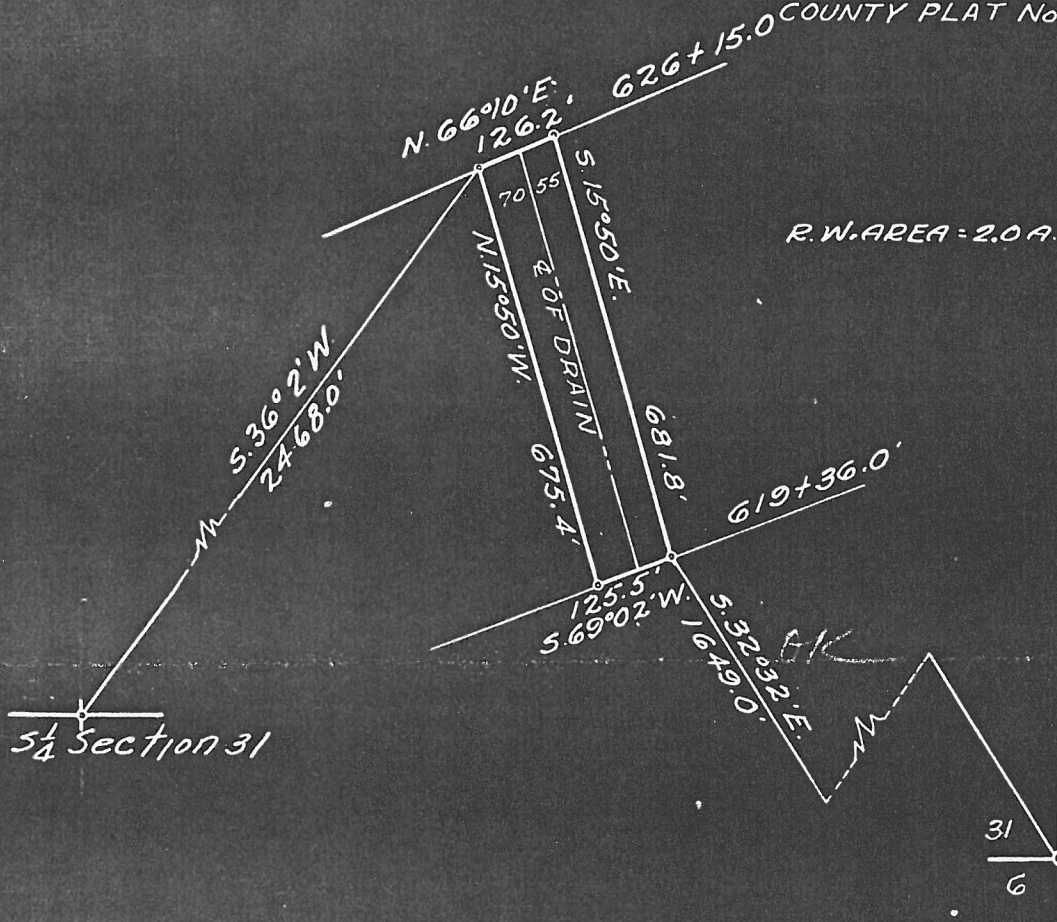 COUNTY PLAT No
626+15.0
N. 66°10'E.
126.2'
70 55
S. 15°50'E.
R.W. AREA = 2.0 A.
N. 15°50'W.
℄ OF DRAIN
S. 36°2'W
2468.0'
681.8'
675.4'
619+36.0'
125.5'
S. 69°02'W.
S. 32°32'E.
1649.0'
OK
S¼ Section 31
31
6